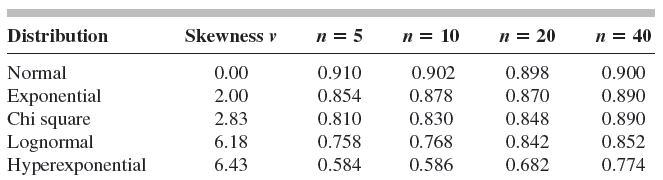 Distribution Skewness ν n = 5 n = 10 n = 20 n = 40
Normal 0.00 0.910 0.902 0.898 0.900
Exponential 2.00 0.854 0.878 0.870 0.890
Chi square 2.83 0.810 0.830 0.848 0.890
Lognormal 6.18 0.758 0.768 0.842 0.852
Hyperexponential 6.43 0.584 0.586 0.682 0.774